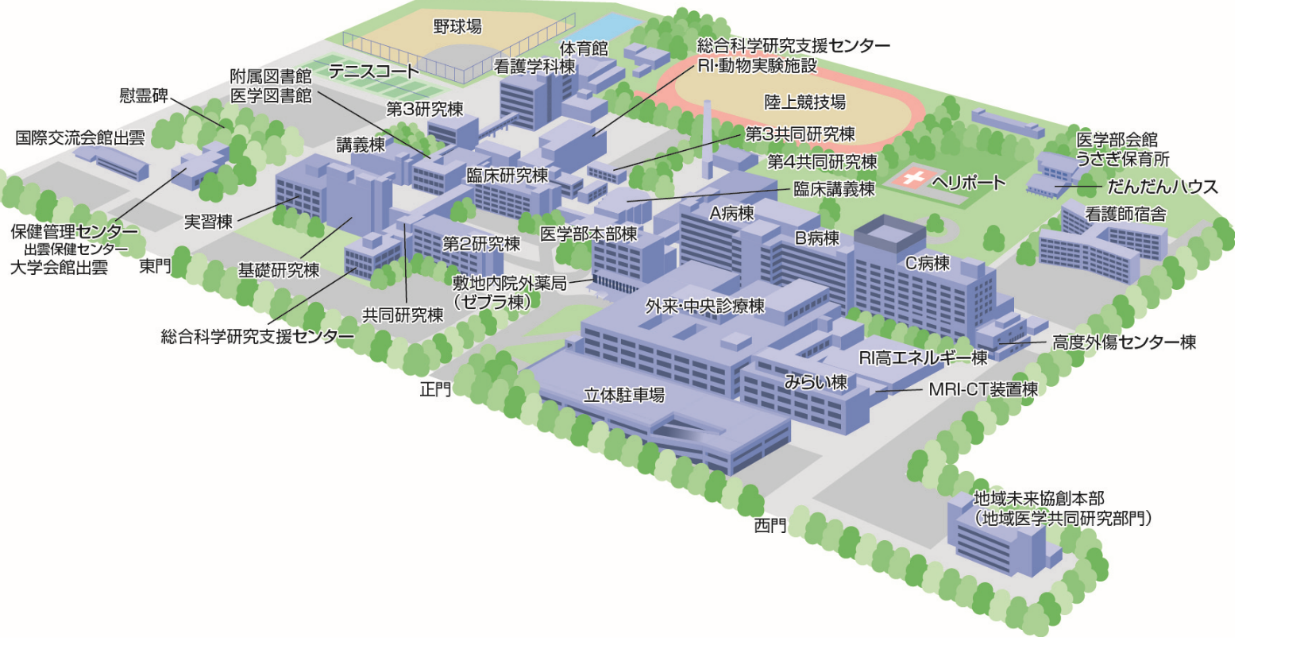 野球場
体育館
総合科学研究支援センター
RI・動物実験施設
看護学科棟
テニスコート
附属図書館
医学図書館
慰霊碑
陸上競技場
第3研究棟
国際交流会館出雲
講義棟
第3共同研究棟
医学部会館
うさぎ保育所
第4共同研究棟
臨床研究棟
ヘリポート
だんだんハウス
臨床講義棟
実習棟
A病棟
看護師宿舎
保健管理センター
出雲保健センター
大学会館出雲
東門
医学部本部棟
B病棟
第2研究棟
C病棟
基礎研究棟
敷地内院外薬局
（ゼブラ棟）
外来・中央診療棟
共同研究棟
総合科学研究支援センター
高度外傷センター棟
RI高エネルギー棟
みらい棟
MRI-CT装置棟
正門
立体駐車場
地域未来協創本部
（地域医学共同研究部門）
西門